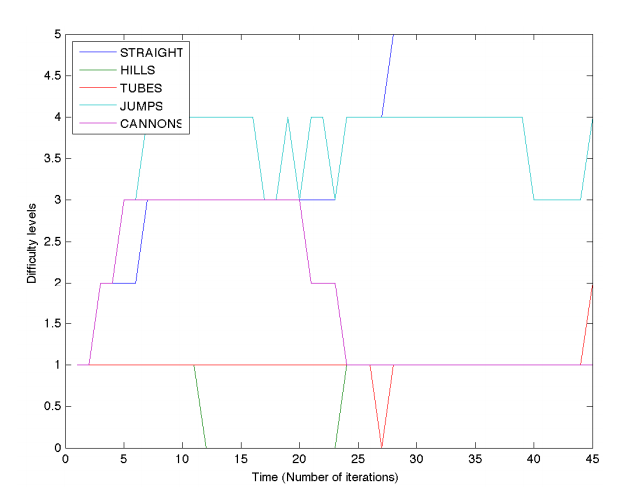 5
4.5
4
3.5
3
2.5
2
1.5
1
0.5
0
Difficulty levels
STRAIGHT
HILLS
TUBES
JUMPS
CANNONS
0 5 10 15 20 25 30 35 40 45
Time (Number of iterations)